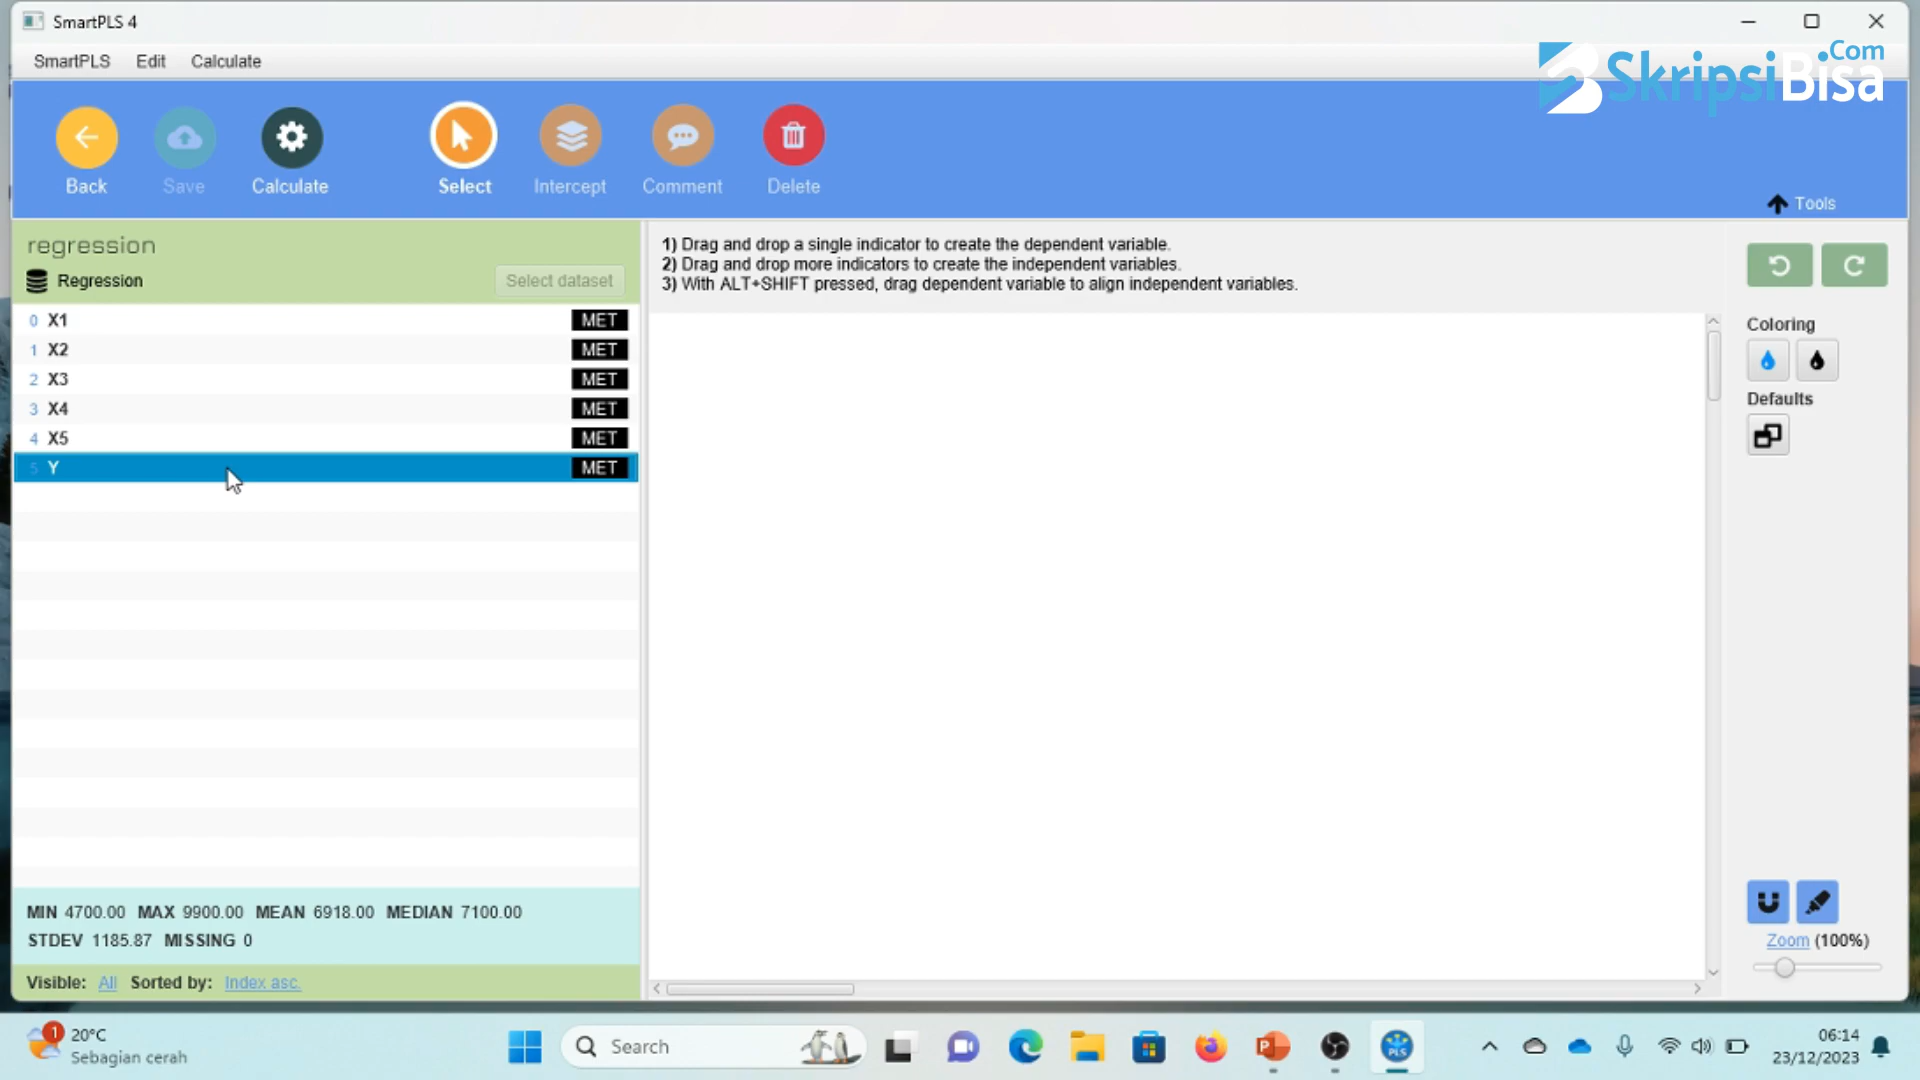 SmartPLS 4
SmartPLS Edit Calculate
SkripsiBisa.Com
Back Save Calculate Select Intercept Comment Delete
Tools
regression
Regression Select dataset
1) Drag and drop a single indicator to create the dependent variable.
2) Drag and drop more indicators to create the independent variables.
3) With ALT+SHIFT pressed, drag dependent variable to align independent variables.
0 X1 MET
1 X2 MET
2 X3 MET
3 X4 MET
4 X5 MET
5 Y MET
Coloring
Defaults
MIN 4700.00 MAX 9900.00 MEAN 6918.00 MEDIAN 7100.00
STDEV 1185.87 MISSING 0
Visible: All Sorted by: Index asc.
Zoom (100%)
1
20°C
Sebagian cerah
Search
P
PLS
06:14
23/12/2023